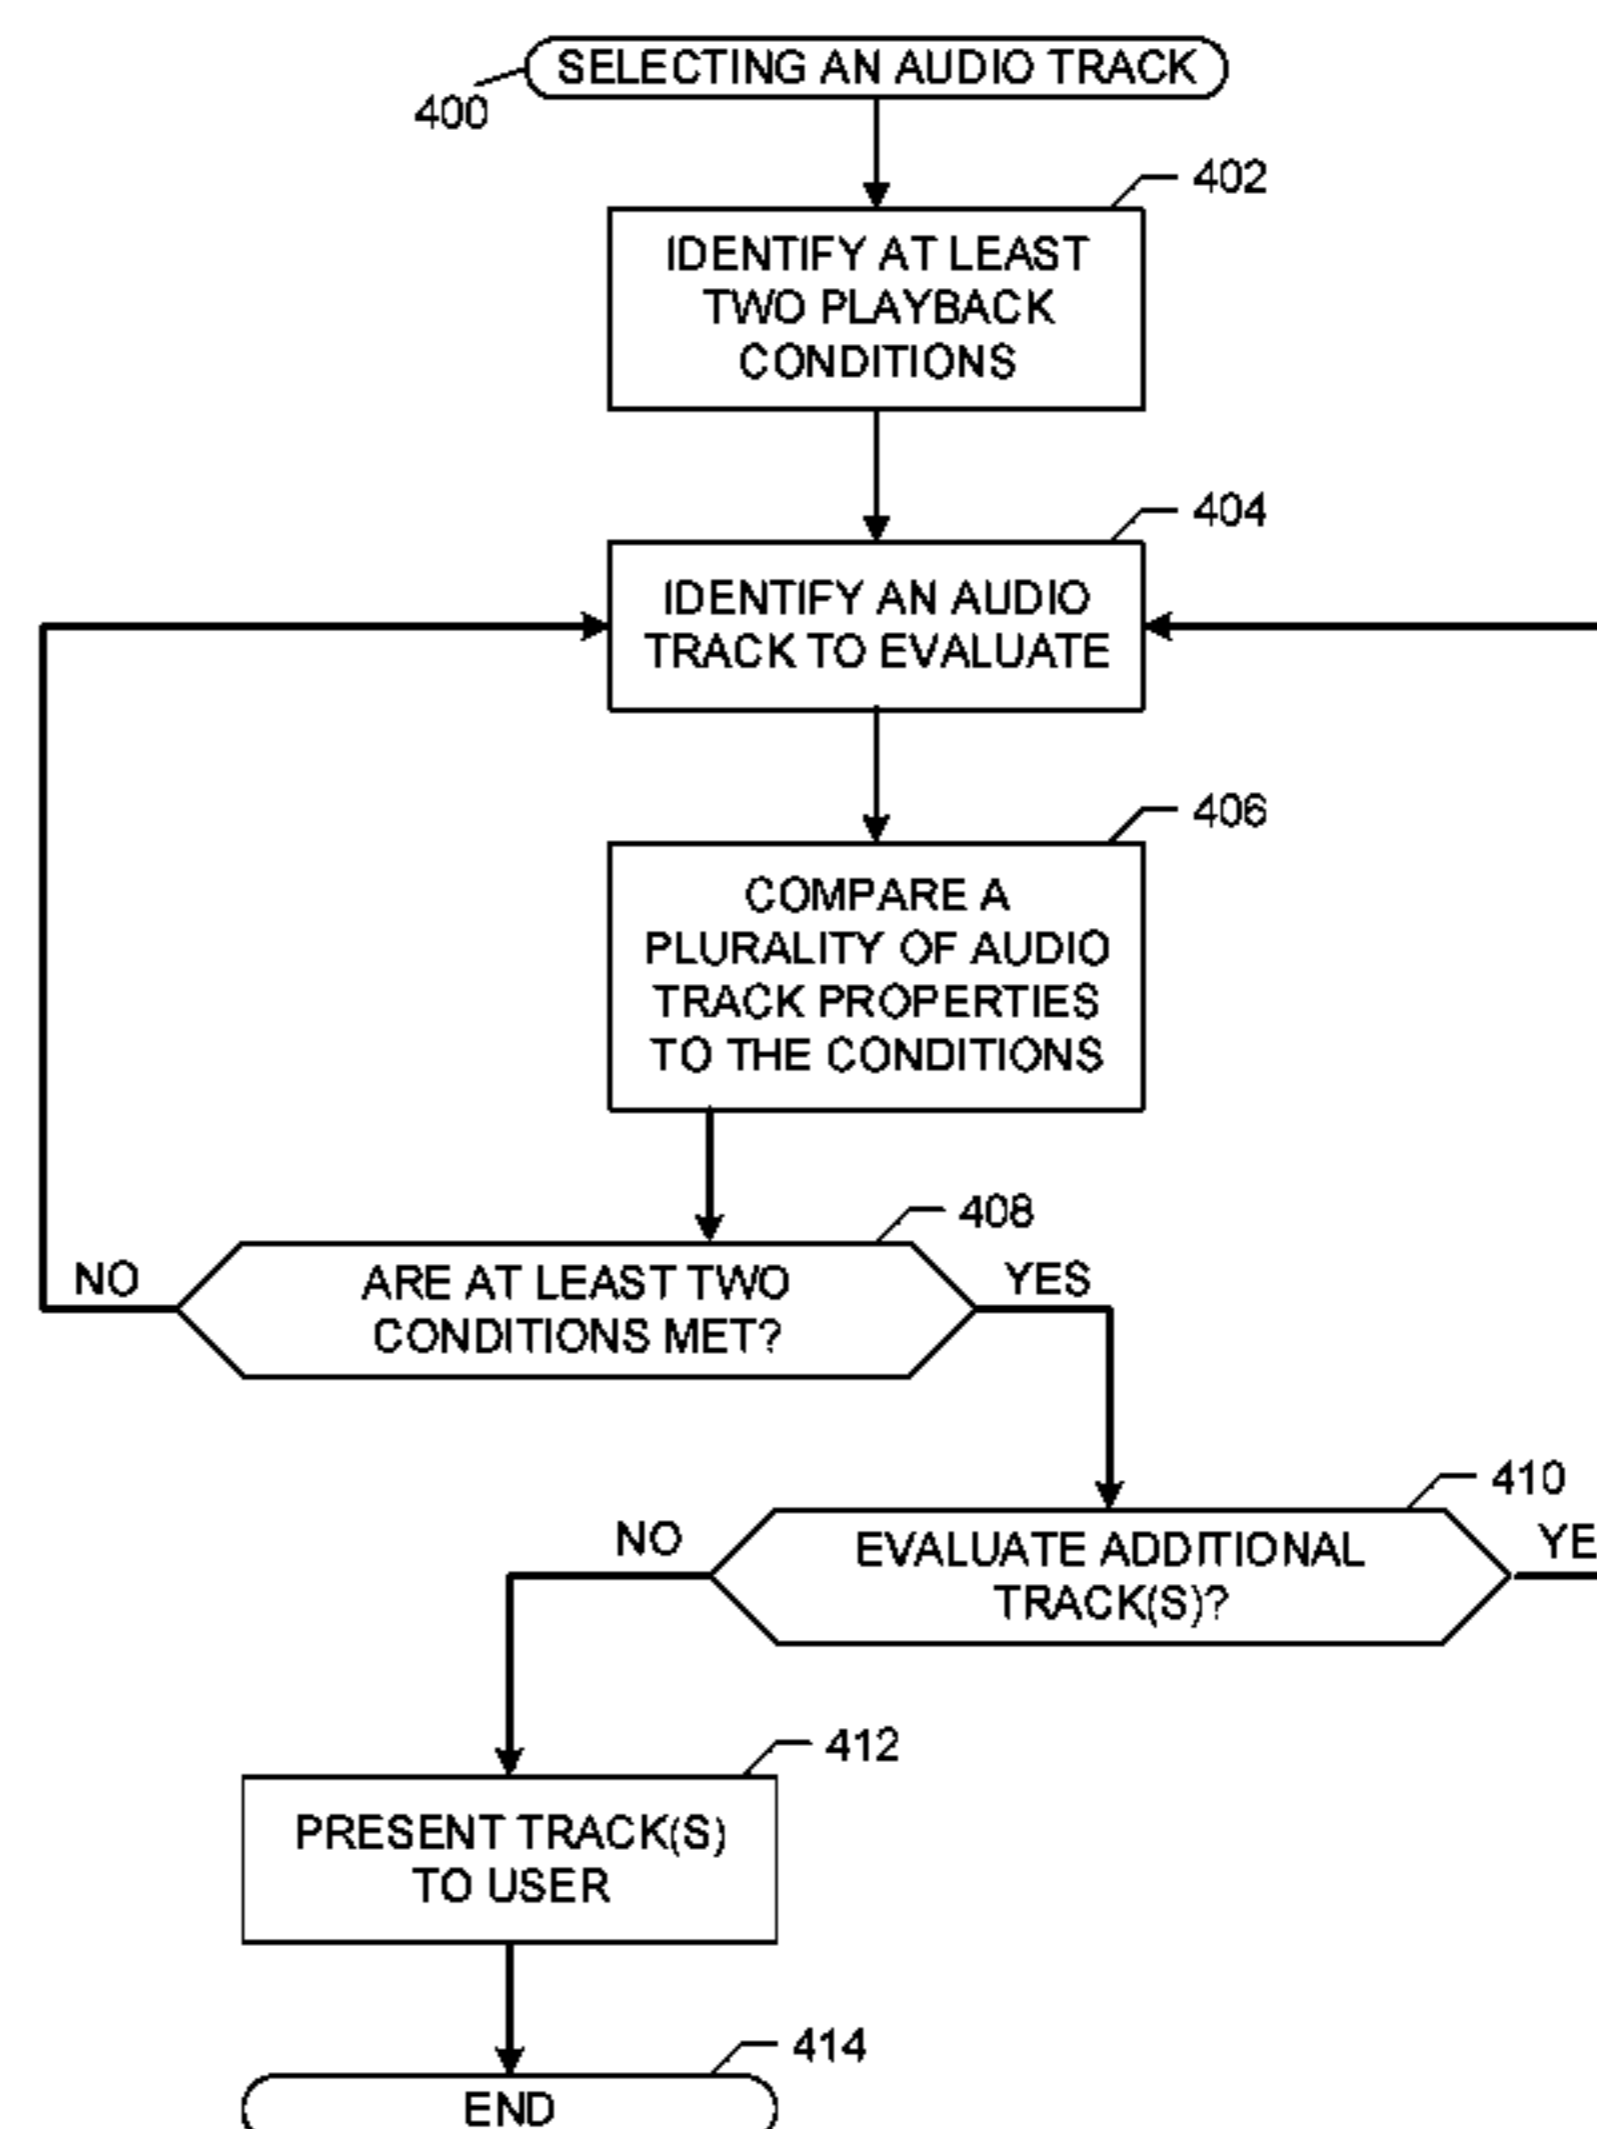 SELECTING AN AUDIO TRACK
400
402
IDENTIFY AT LEAST
TWO PLAYBACK
CONDITIONS
404
IDENTIFY AN AUDIO
TRACK TO EVALUATE
406
COMPARE A
PLURALITY OF AUDIO
TRACK PROPERTIES
TO THE CONDITIONS
408
NO
ARE AT LEAST TWO
CONDITIONS MET?
YES
410
NO
EVALUATE ADDITIONAL
TRACK(S)?
YE
412
PRESENT TRACK(S)
TO USER
414
END